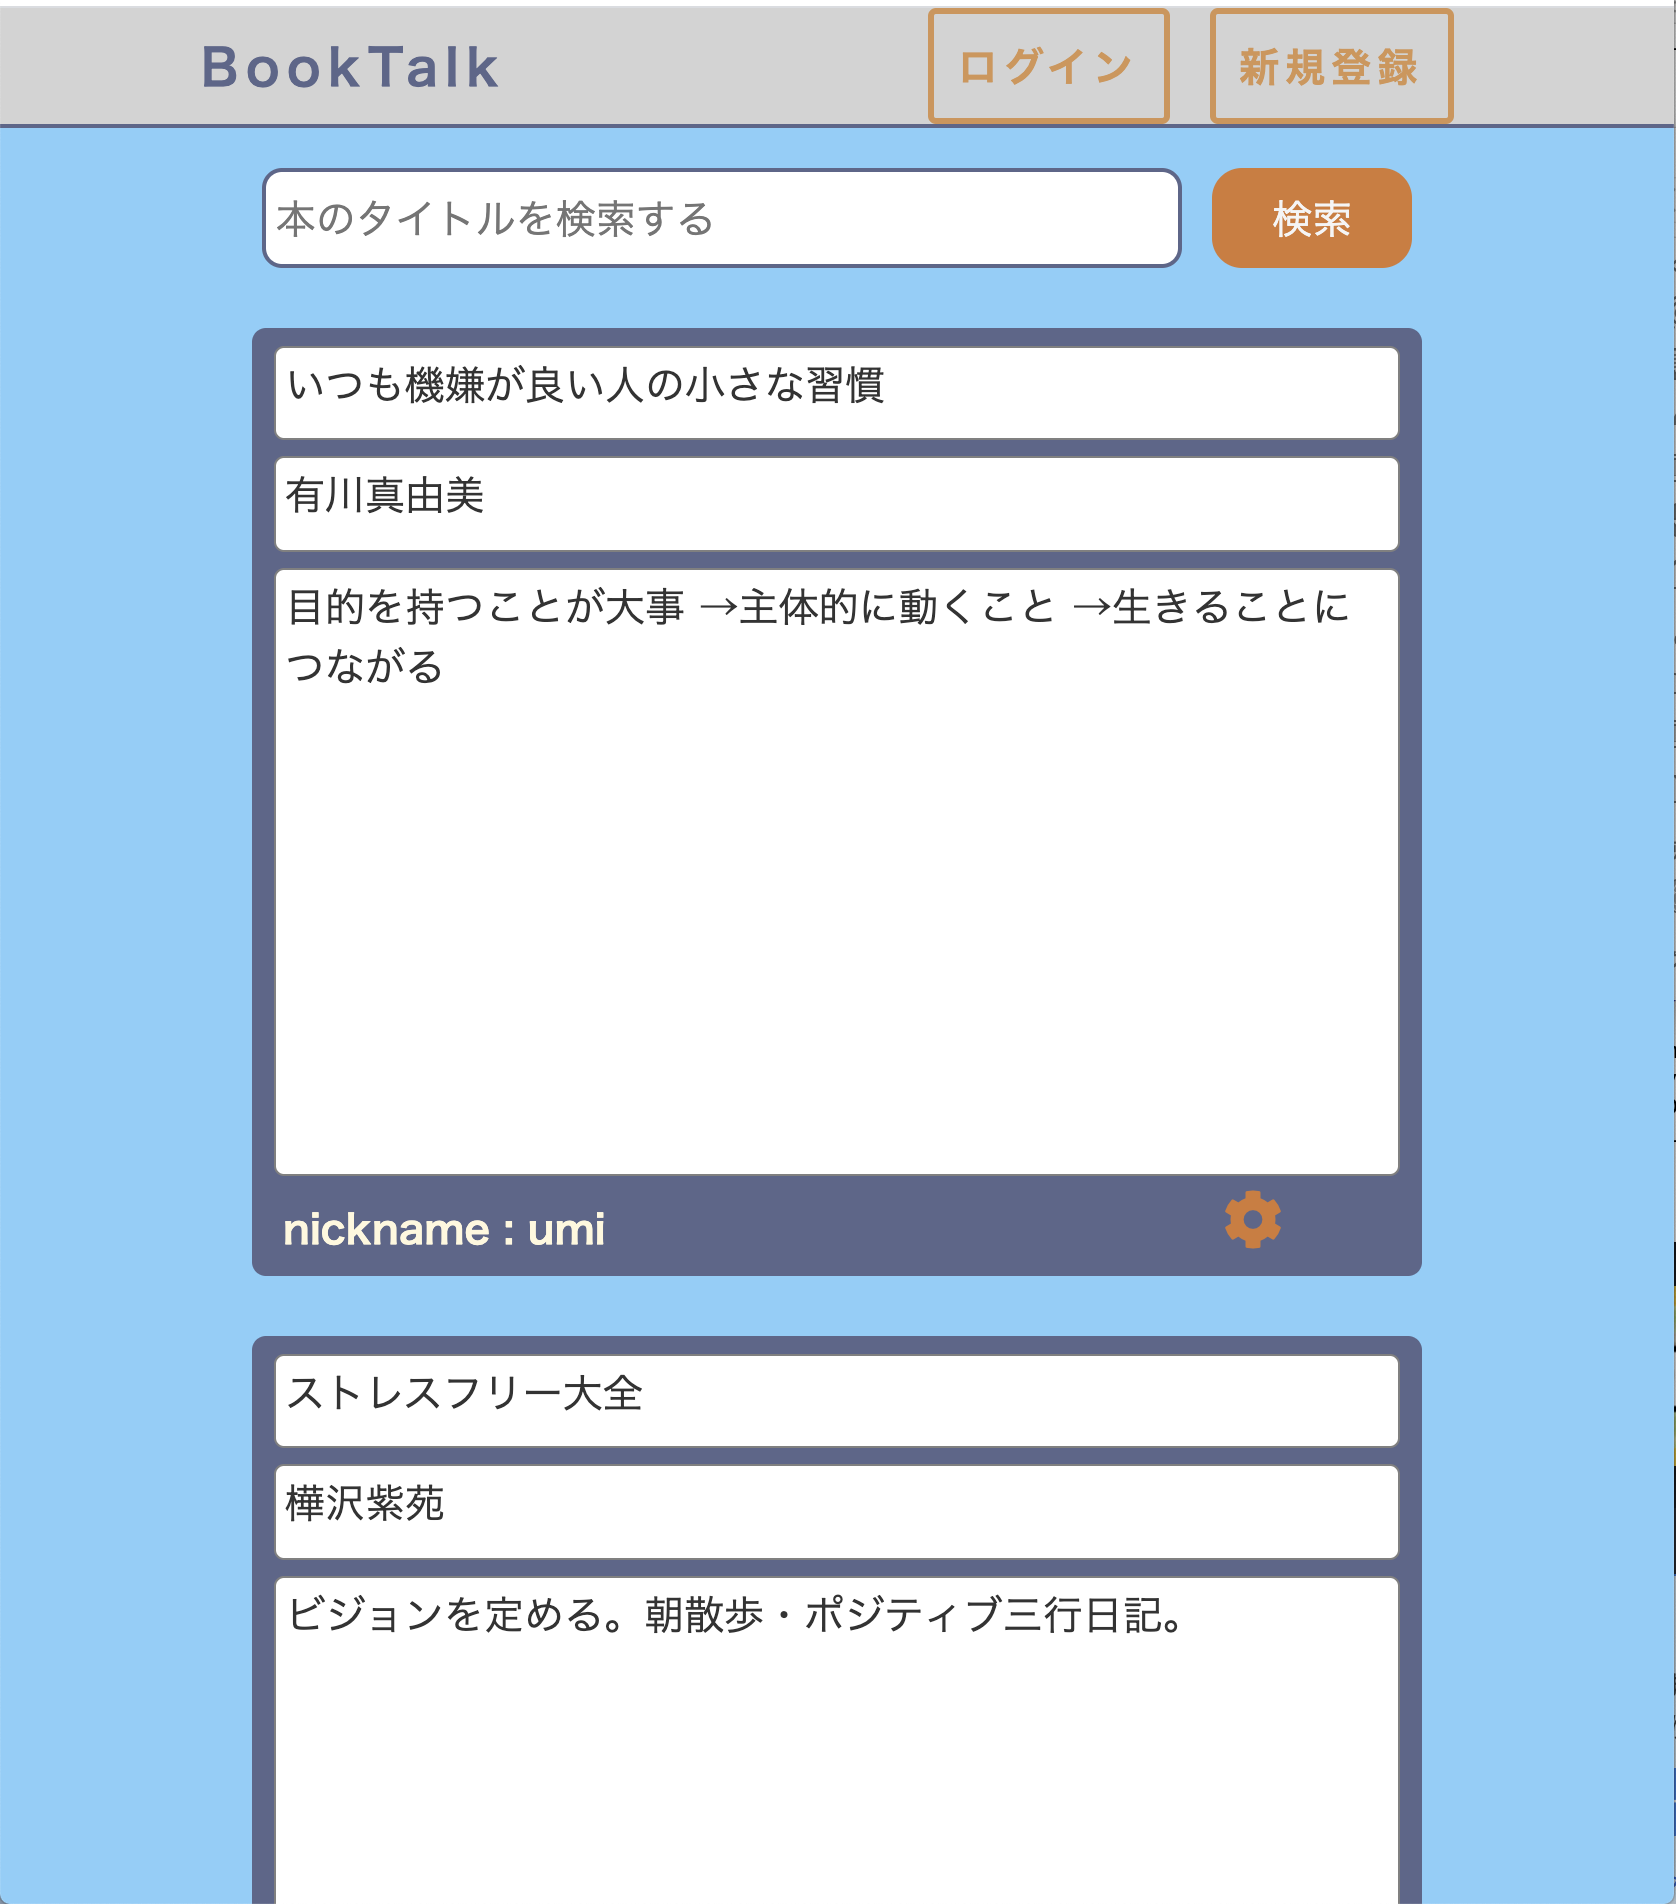 BookTalk
ログイン
新規登録
本のタイトルを検索する
検索
いつも機嫌が良い人の小さな習慣
有川真由美
目的を持つことが大事 →主体的に動くこと →生きることに
つながる
nickname : umi
ストレスフリー大全
樺沢紫苑
ビジョンを定める。朝散歩・ポジティブ三行日記。